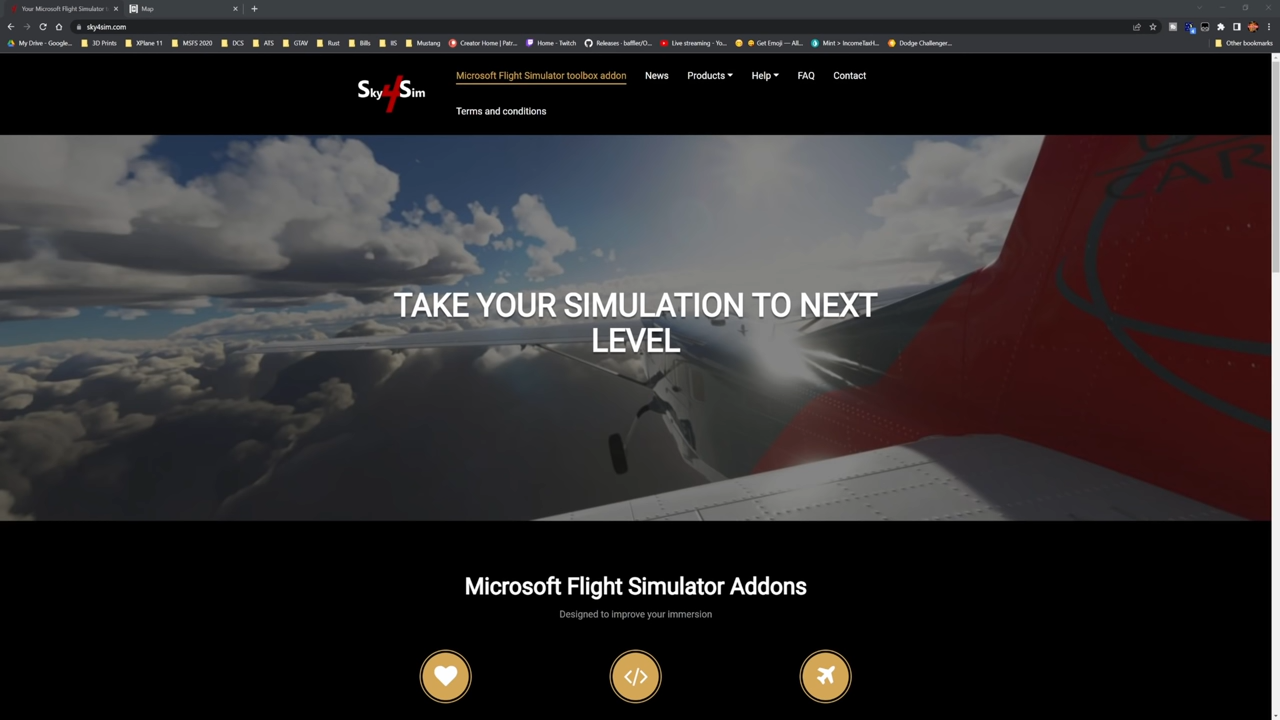 Your Microsoft Flight Simulator t
Map
sky4sim.com
My Drive - Google...
3D Prints
XPlane 11
MSFS 2020
DCS
ATS
GTAV
Rust
Bills
IIS
Mustang
Creator Home | Patr...
Home - Twitch
Releases · baffler/O...
Live streaming - Yo...
Get Emoji — All...
Mint > IncomeTaxH...
Dodge Challenger...
Other bookmarks
Sky4Sim
Microsoft Flight Simulator toolbox addon
News
Products
Help
FAQ
Contact
Terms and conditions
CAR
TAKE YOUR SIMULATION TO NEXT
LEVEL
Microsoft Flight Simulator Addons
Designed to improve your immersion